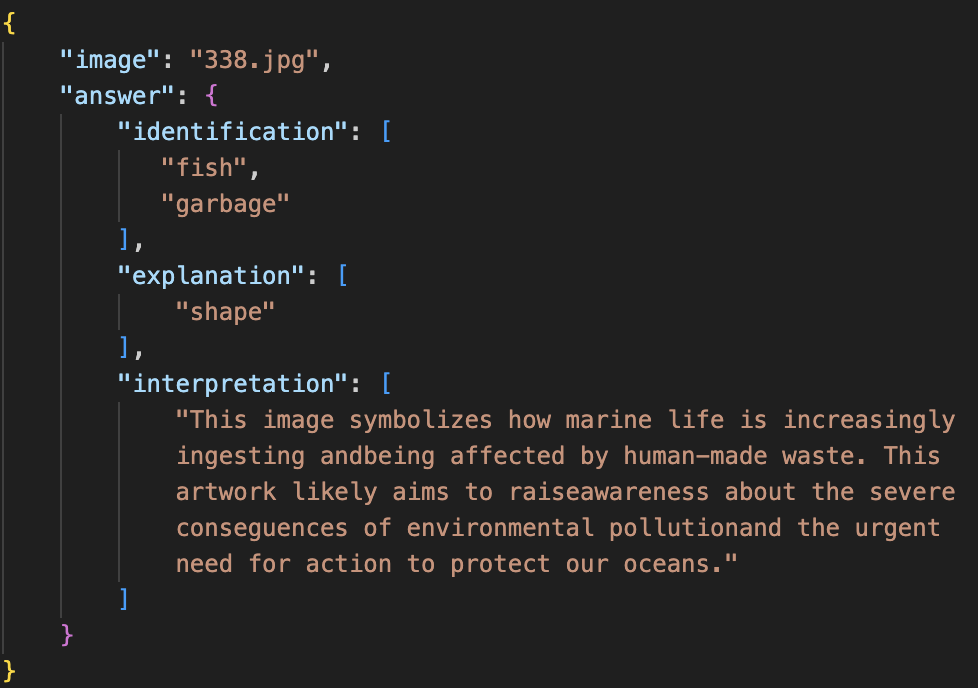 {
"image": "338.jpg",
"answer": {
"identification": [
"fish",
"garbage"
],
"explanation": [
"shape"
],
"interpretation": [
"This image symbolizes how marine life is increasingly
ingesting andbeing affected by human-made waste. This
artwork likely aims to raiseawareness about the severe
conseguences of environmental pollutionand the urgent
need for action to protect our oceans."
]
}
}